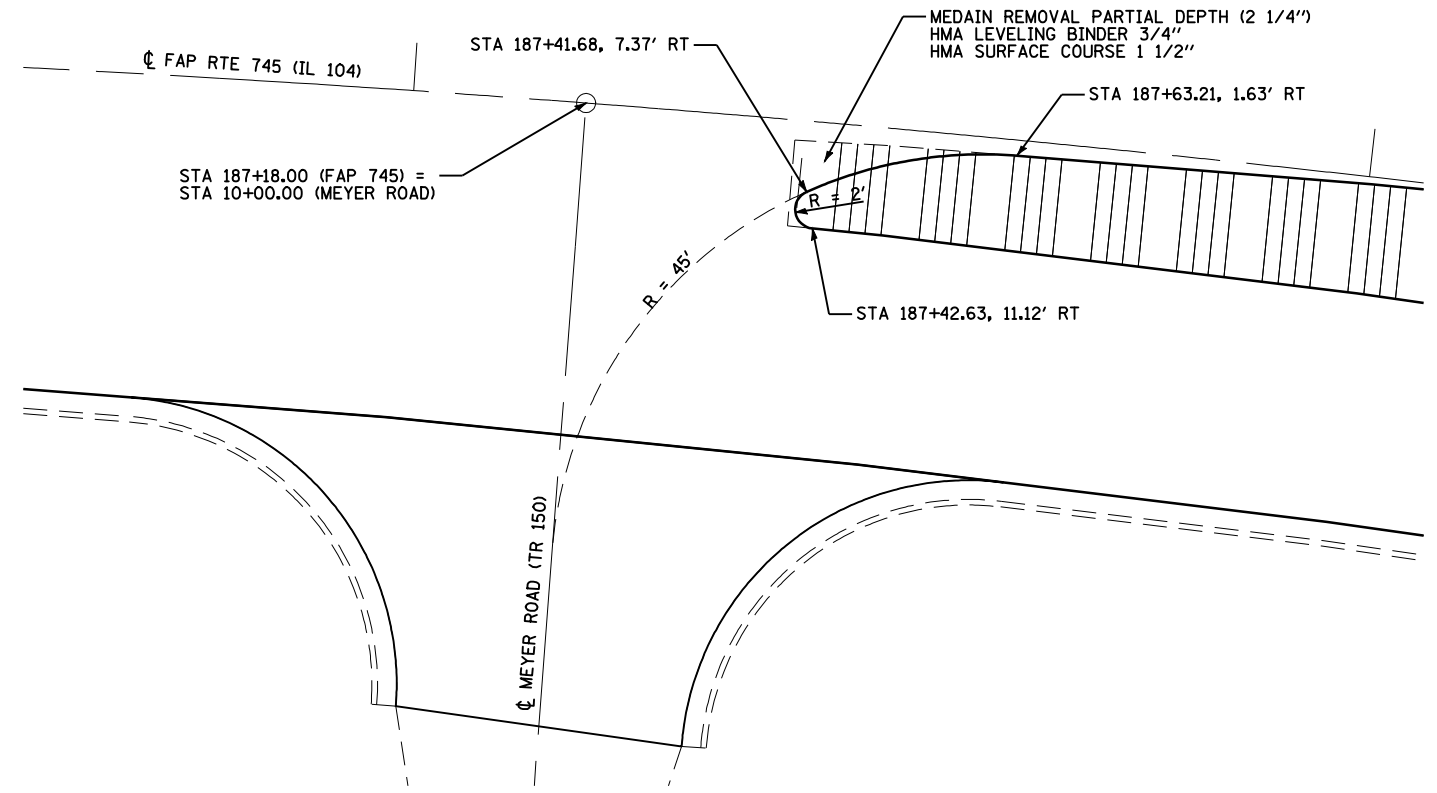 MEDAIN REMOVAL PARTIAL DEPTH (2 1/4")
HMA LEVELING BINDER 3/4"
HMA SURFACE COURSE 1 1/2"
STA 187+41.68, 7.37' RT
℄ FAP RTE 745 (IL 104)
STA 187+63.21, 1.63' RT
STA 187+18.00 (FAP 745) =
STA 10+00.00 (MEYER ROAD)
R = 2'
R = 45'
STA 187+42.63, 11.12' RT
℄ MEYER ROAD (TR 150)